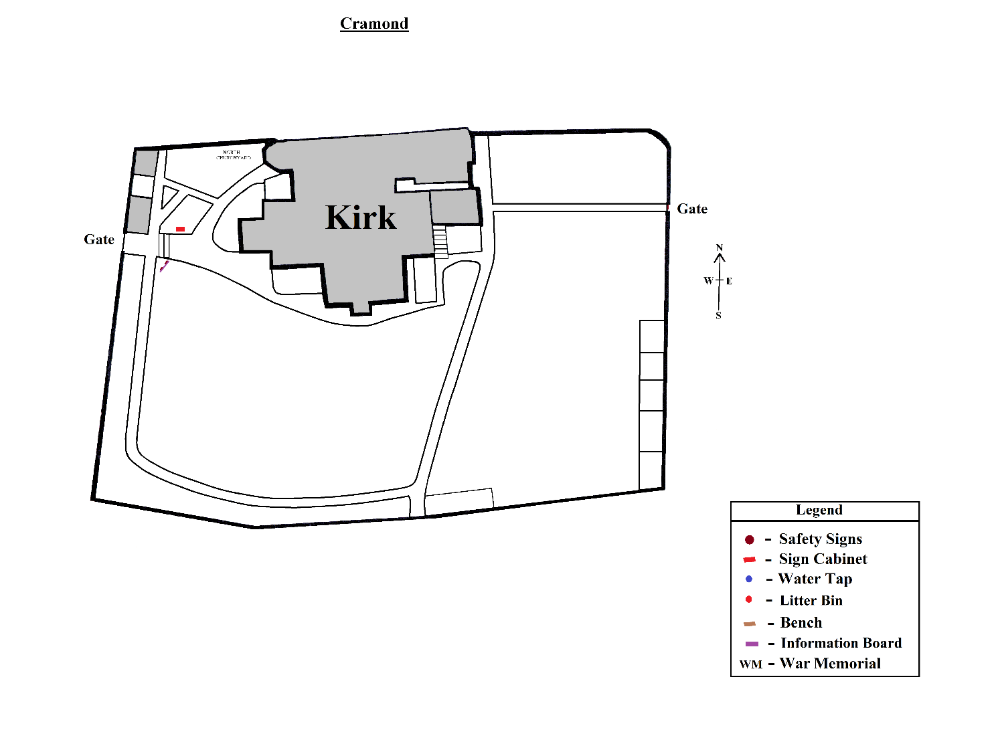 Cramond
NORTH
CHURCHYARD
Kirk
Gate
Gate
N
W E
S
Legend
- Safety Signs
- Sign Cabinet
- Water Tap
- Litter Bin
- Bench
- Information Board
WM - War Memorial